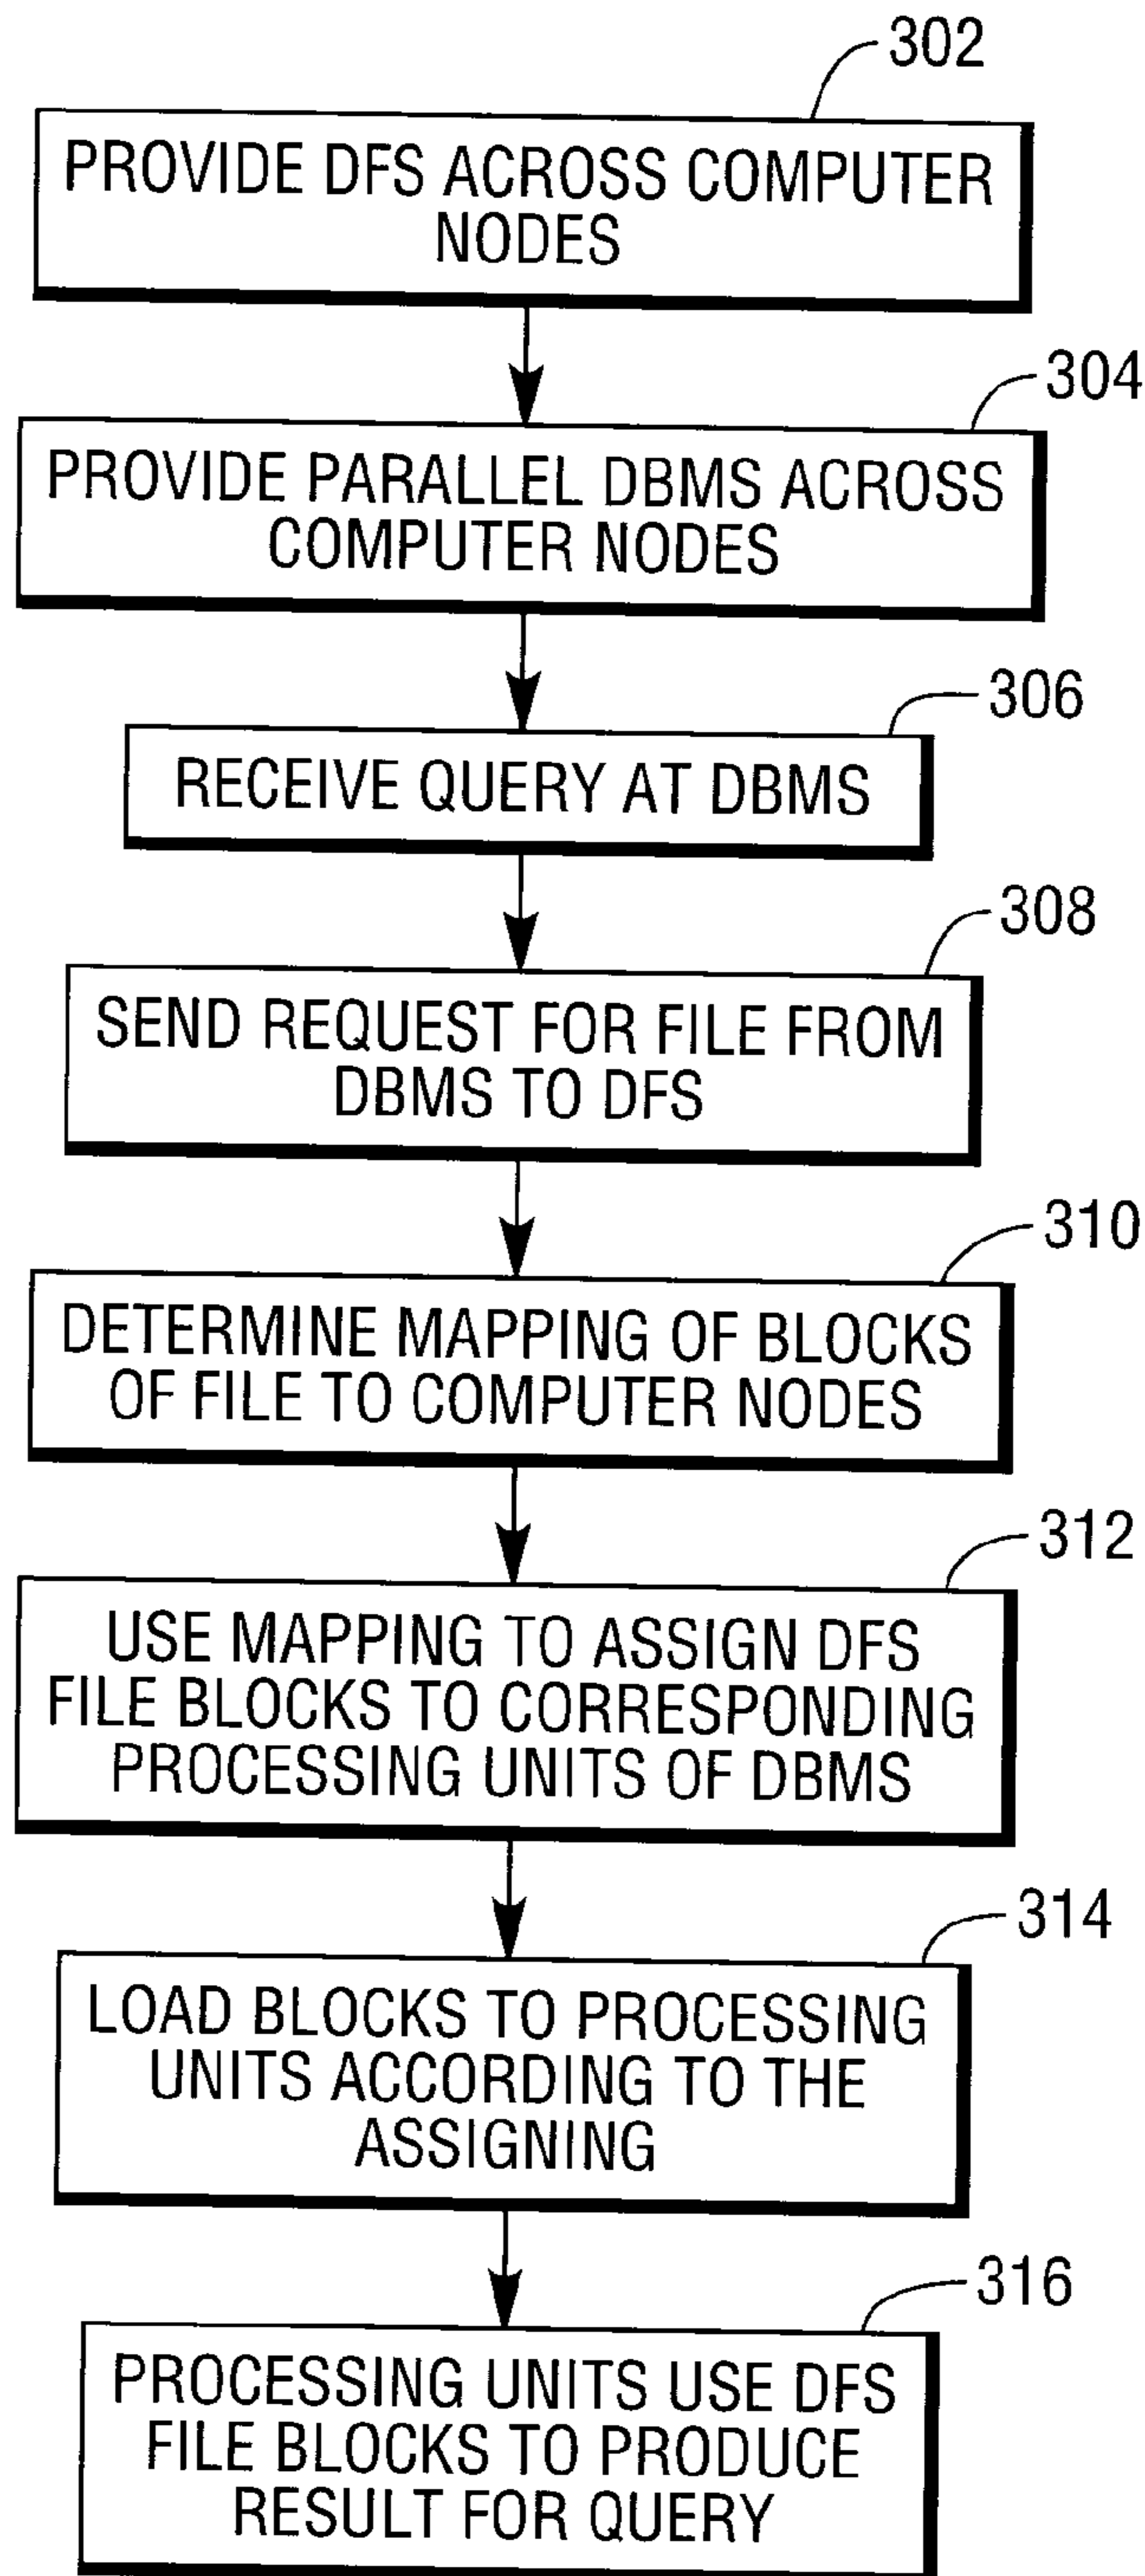 302
PROVIDE DFS ACROSS COMPUTER
NODES
304
PROVIDE PARALLEL DBMS ACROSS
COMPUTER NODES
306
RECEIVE QUERY AT DBMS
308
SEND REQUEST FOR FILE FROM
DBMS TO DFS
310
DETERMINE MAPPING OF BLOCKS
OF FILE TO COMPUTER NODES
312
USE MAPPING TO ASSIGN DFS
FILE BLOCKS TO CORRESPONDING
PROCESSING UNITS OF DBMS
314
LOAD BLOCKS TO PROCESSING
UNITS ACCORDING TO THE
ASSIGNING
316
PROCESSING UNITS USE DFS
FILE BLOCKS TO PRODUCE
RESULT FOR QUERY